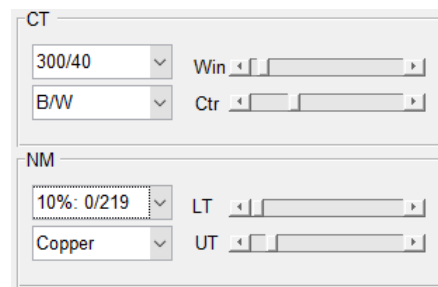 CT
300/40 Win
B/W Ctr
NM
10%: 0/219 LT
Copper UT